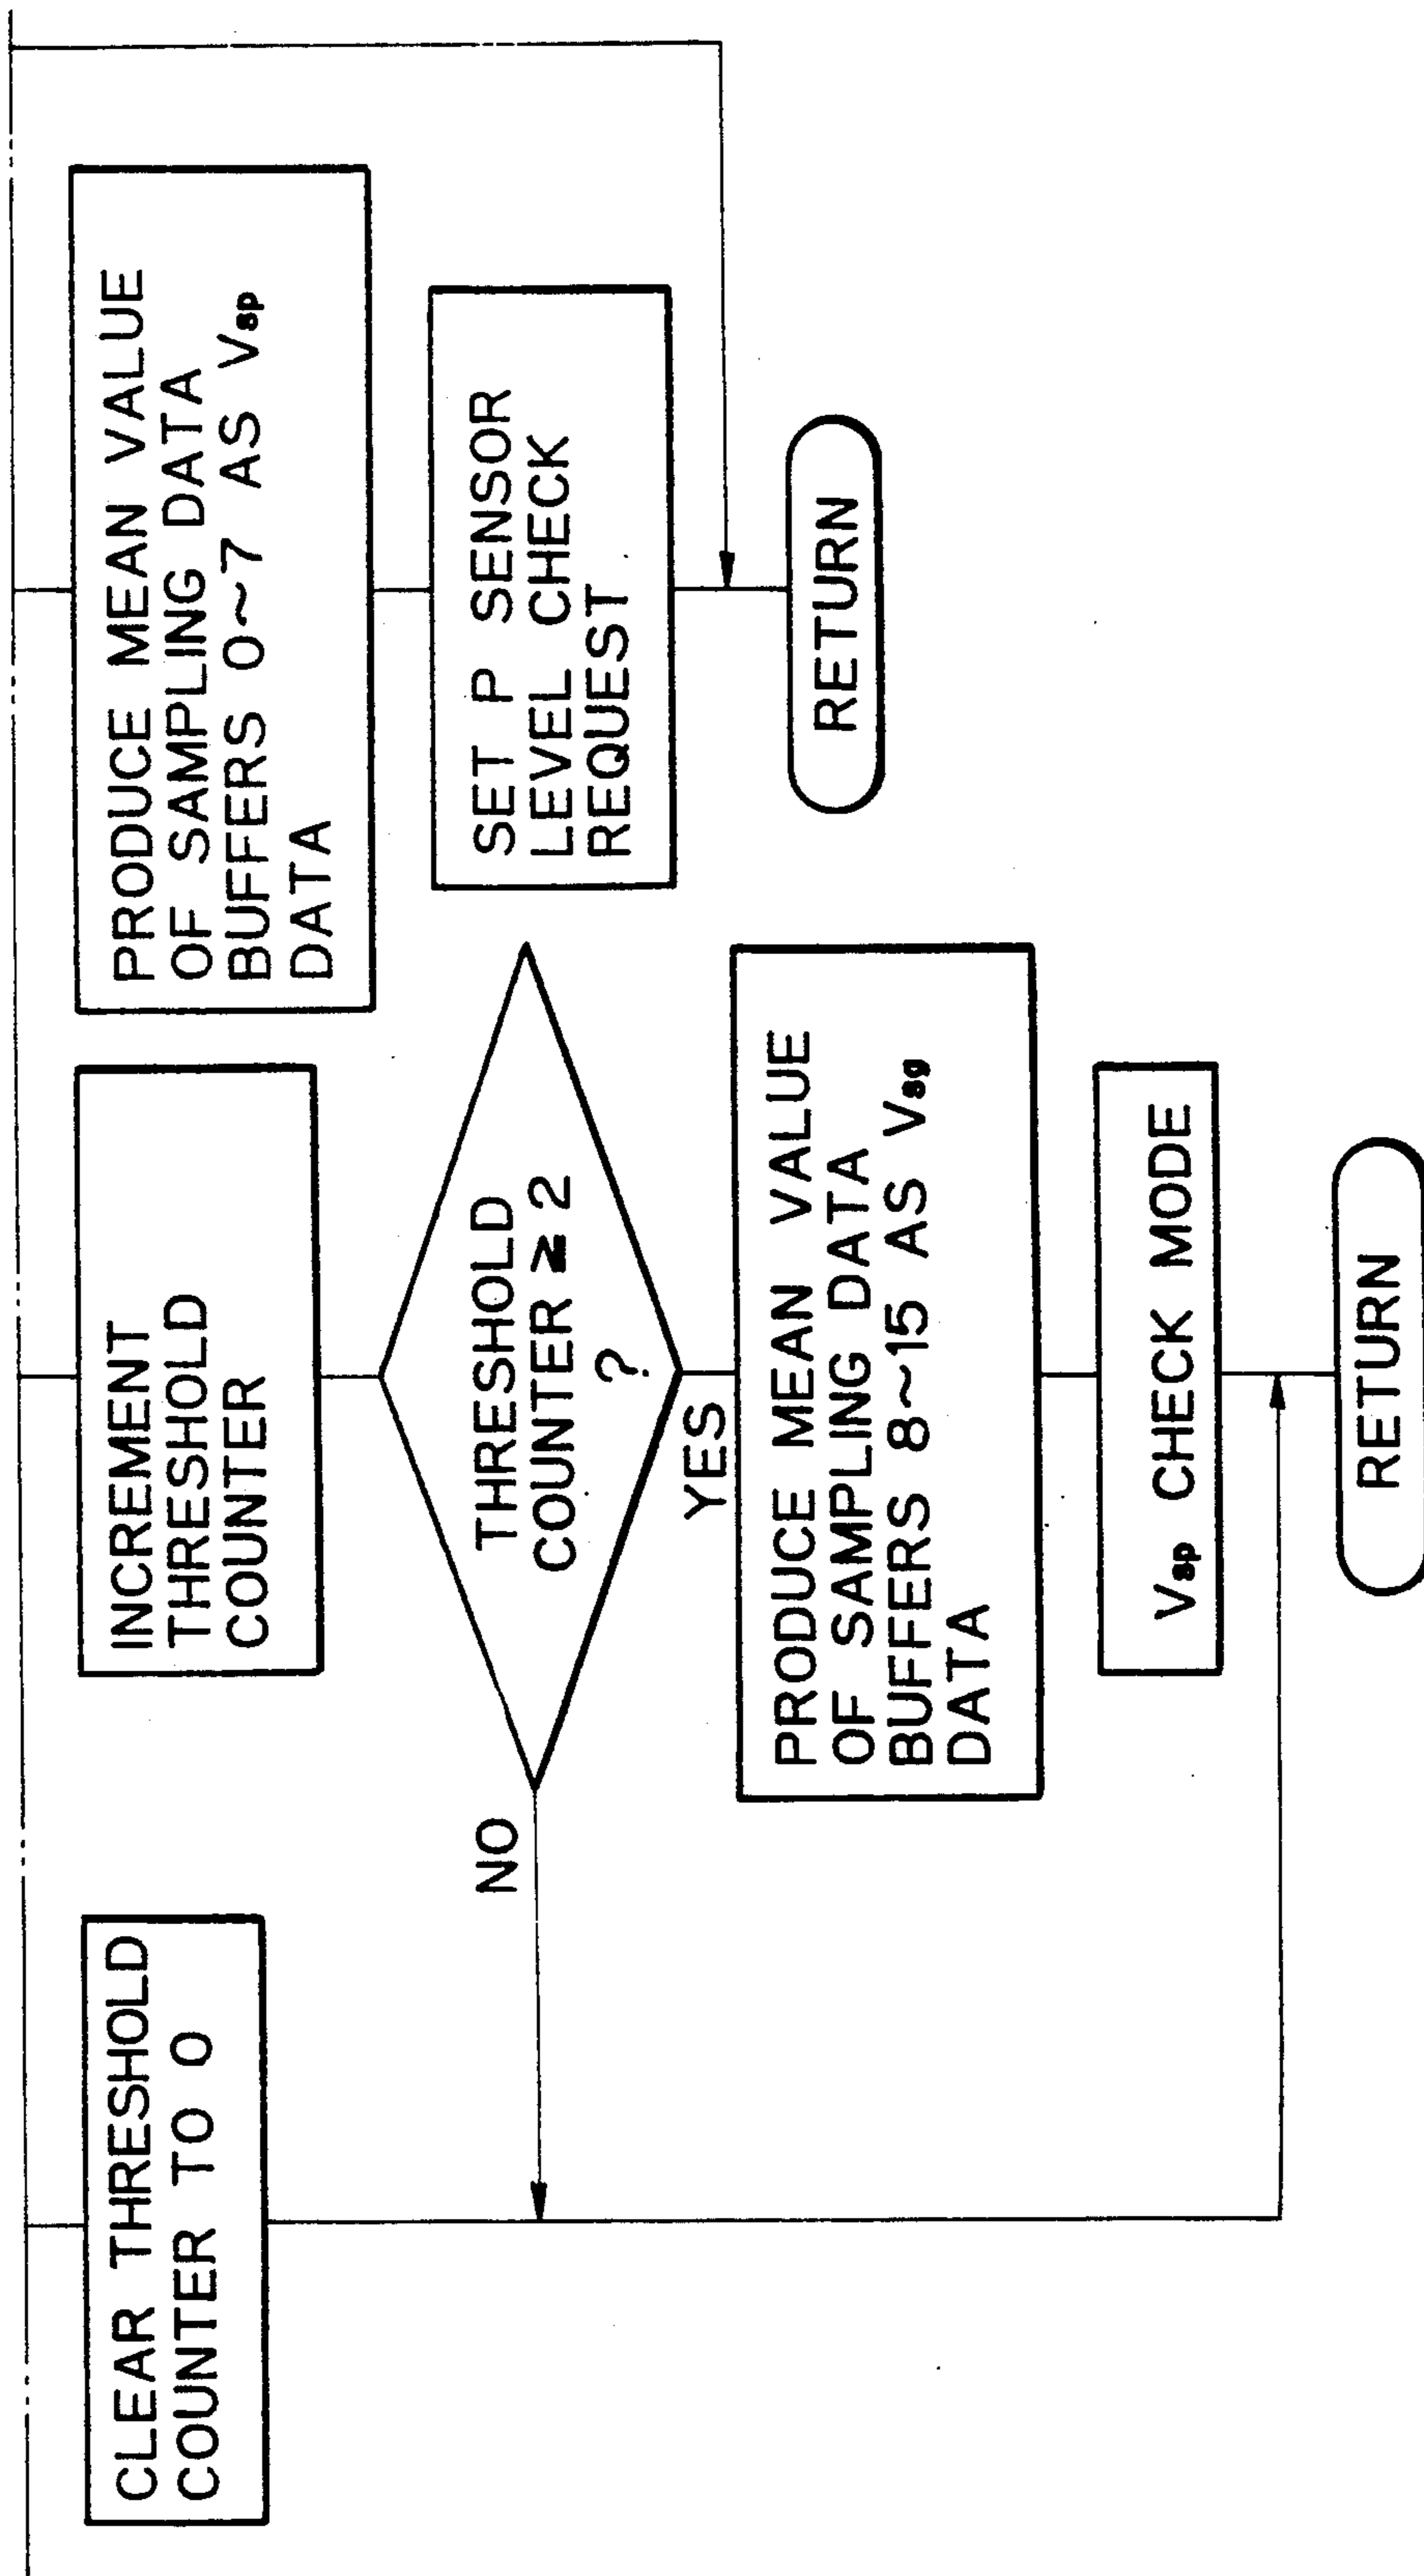 CLEAR THRESHOLD
COUNTER TO 0
INCREMENT
THRESHOLD
COUNTER
THRESHOLD
COUNTER ≧ 2
?
NO
YES
PRODUCE MEAN VALUE
OF SAMPLING DATA
BUFFERS 8~15 AS Vsg
DATA
Vsp CHECK MODE
RETURN
PRODUCE MEAN VALUE
OF SAMPLING DATA
BUFFERS 0~7 AS Vsp
DATA
SET P SENSOR
LEVEL CHECK
REQUEST
RETURN